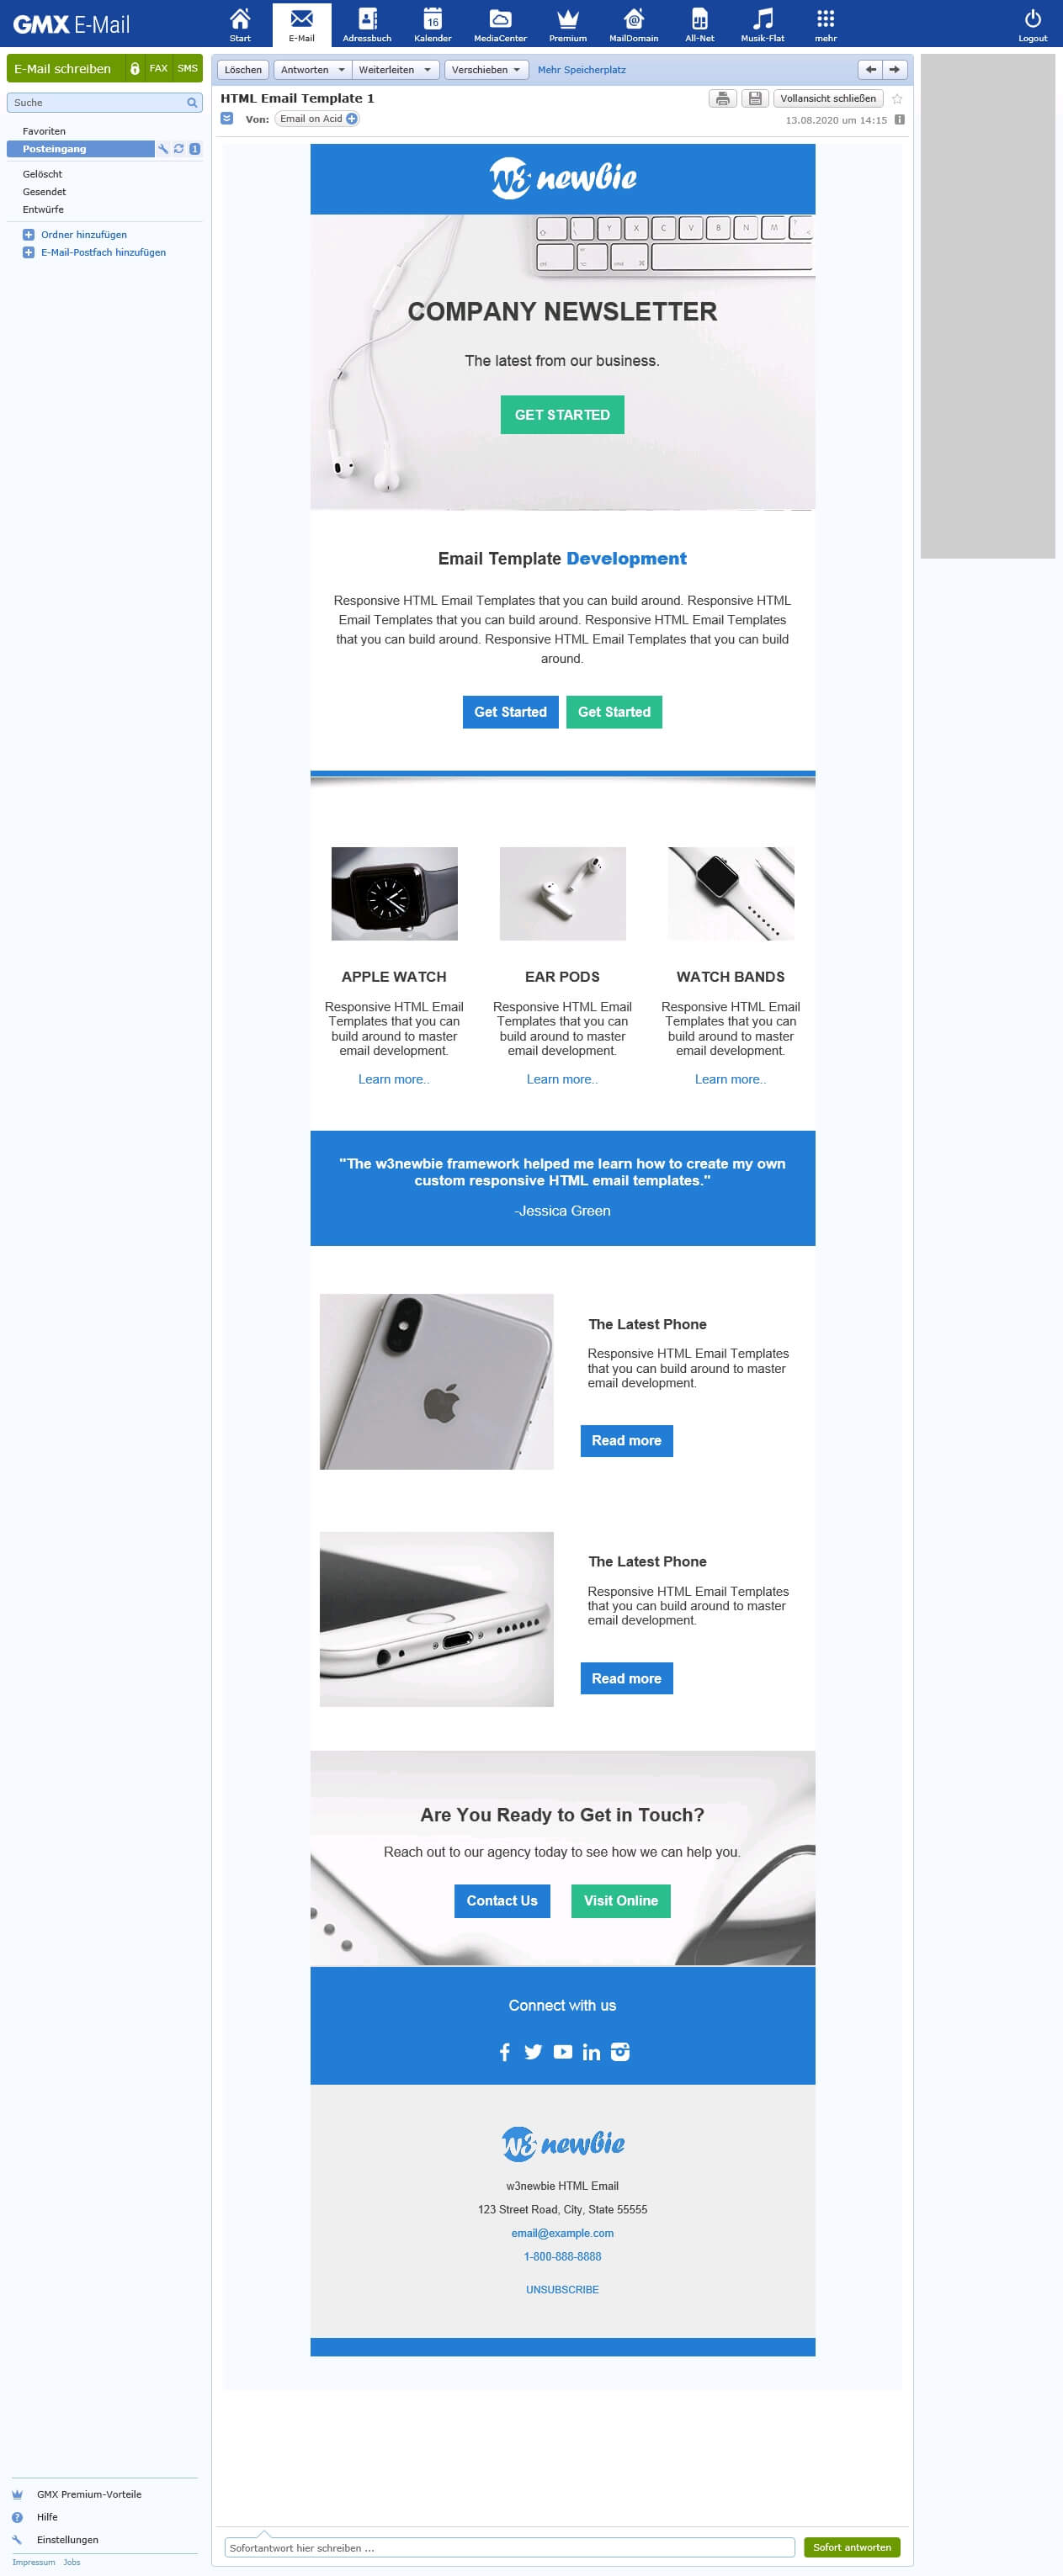 GMX E-Mail
Start
E-Mail
Adressbuch
16
Kalender
MediaCenter
Premium
MailDomain
All-Net
Musik-Flat
mehr
Logout
E-Mail schreiben FAX SMS
Suche
Favoriten
Posteingang 1
Gelöscht
Gesendet
Entwürfe
Ordner hinzufügen
E-Mail-Postfach hinzufügen
Löschen Antworten Weiterleiten Verschieben Mehr Speicherplatz
HTML Email Template 1 Vollansicht schließen
Von: Email on Acid 13.08.2020 um 14:15
w3 newbie
Y X C V B N M
alt cmd ⌘
COMPANY NEWSLETTER
The latest from our business.
GET STARTED
Email Template Development
Responsive HTML Email Templates that you can build around. Responsive HTML
Email Templates that you can build around. Responsive HTML Email Templates
that you can build around. Responsive HTML Email Templates that you can build
around.
Get Started Get Started
APPLE WATCH
Responsive HTML Email
Templates that you can
build around to master
email development.
Learn more..
EAR PODS
Responsive HTML Email
Templates that you can
build around to master
email development.
Learn more..
WATCH BANDS
Responsive HTML Email
Templates that you can
build around to master
email development.
Learn more..
"The w3newbie framework helped me learn how to create my own
custom responsive HTML email templates."
-Jessica Green
The Latest Phone
Responsive HTML Email Templates
that you can build around to master
email development.
Read more
The Latest Phone
Responsive HTML Email Templates
that you can build around to master
email development.
Read more
Are You Ready to Get in Touch?
Reach out to our agency today to see how we can help you.
Contact Us Visit Online
Connect with us
w3 newbie
w3newbie HTML Email
123 Street Road, City, State 55555
email@example.com
1-800-888-8888
UNSUBSCRIBE
GMX Premium-Vorteile
Hilfe
Einstellungen
Impressum Jobs
Sofortantwort hier schreiben ... Sofort antworten